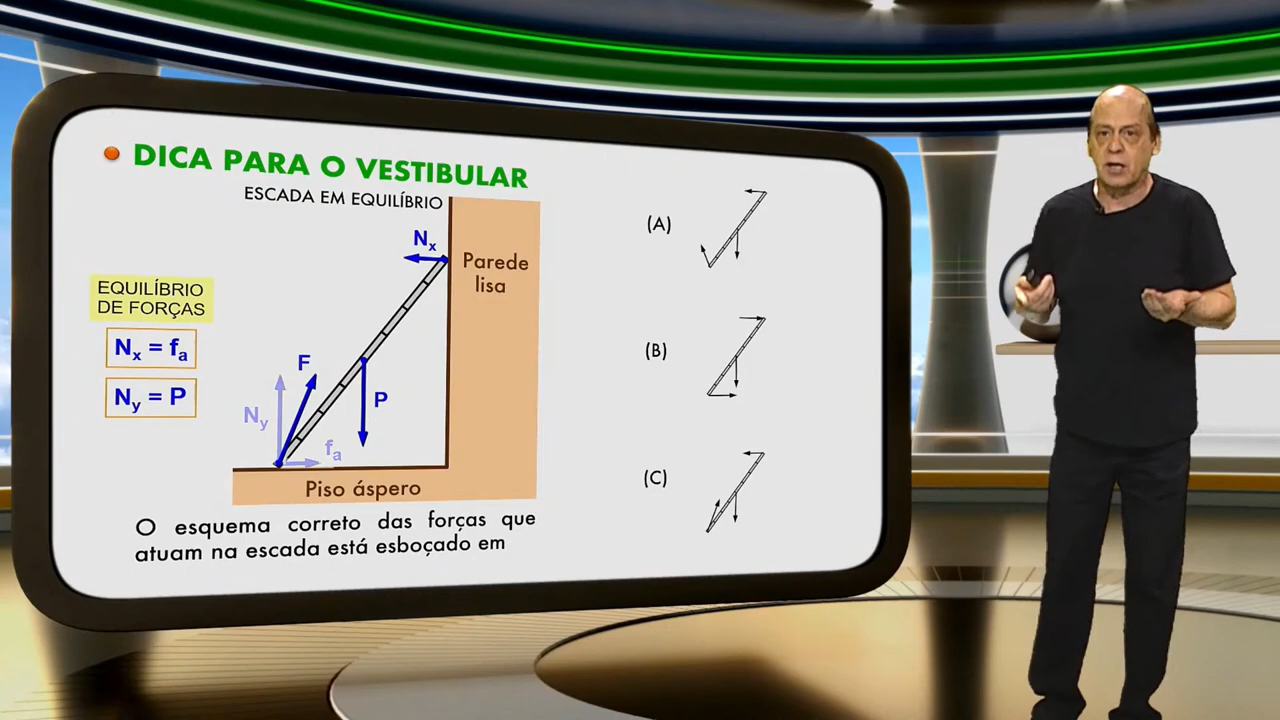 DICA PARA O VESTIBULAR
ESCADA EM EQUILÍBRIO
EQUILÍBRIO
DE FORÇAS
Nx = fa
Ny = P
Nx
Parede
lisa
F
P
Ny
fa
Piso áspero
O esquema correto das forças que
atuam na escada está esboçado em
(A)
(B)
(C)